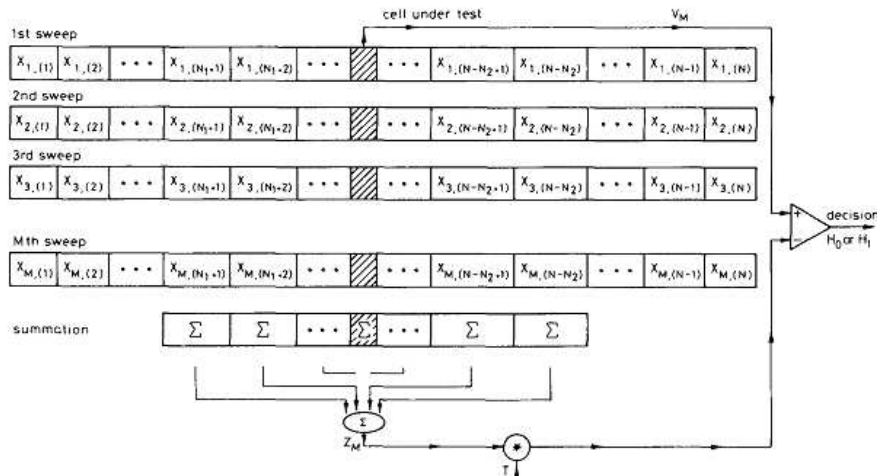 cell under test V_M
1st sweep
X_1,(1) X_1,(2) • • • X_1,(N_1+1) X_1,(N_1+2) • • • • • • X_1,(N-N_2+1) X_1,(N-N_2) • • • X_1,(N-1) X_1,(N)
2nd sweep
X_2,(1) X_2,(2) • • • X_2,(N_1+1) X_2,(N_1+2) • • • • • • X_2,(N-N_2+1) X_2,(N-N_2) • • • X_2,(N-1) X_2,(N)
3rd sweep
X_3,(1) X_3,(2) • • • X_3,(N_1+1) X_3,(N_1+2) • • • • • • X_3,(N-N_2+1) X_3,(N-N_2) • • • X_3,(N-1) X_3,(N)
+ decision
− H_0 or H_1
Mth sweep
X_M,(1) X_M,(2) • • • X_M,(N_1+1) X_M,(N_1+2) • • • • • • X_M,(N-N_2+1) X_M,(N-N_2) • • • X_M,(N-1) X_M,(N)
summation Σ Σ • • • Σ • • • Σ Σ
Σ
Z_M
*
T